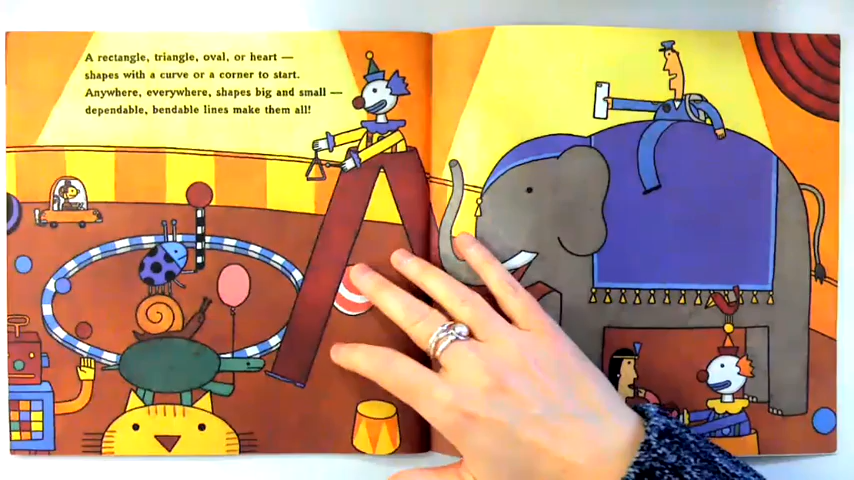 A rectangle, triangle, oval, or heart —
shapes with a curve or a corner to start.
Anywhere, everywhere, shapes big and small —
dependable, bendable lines make them all!